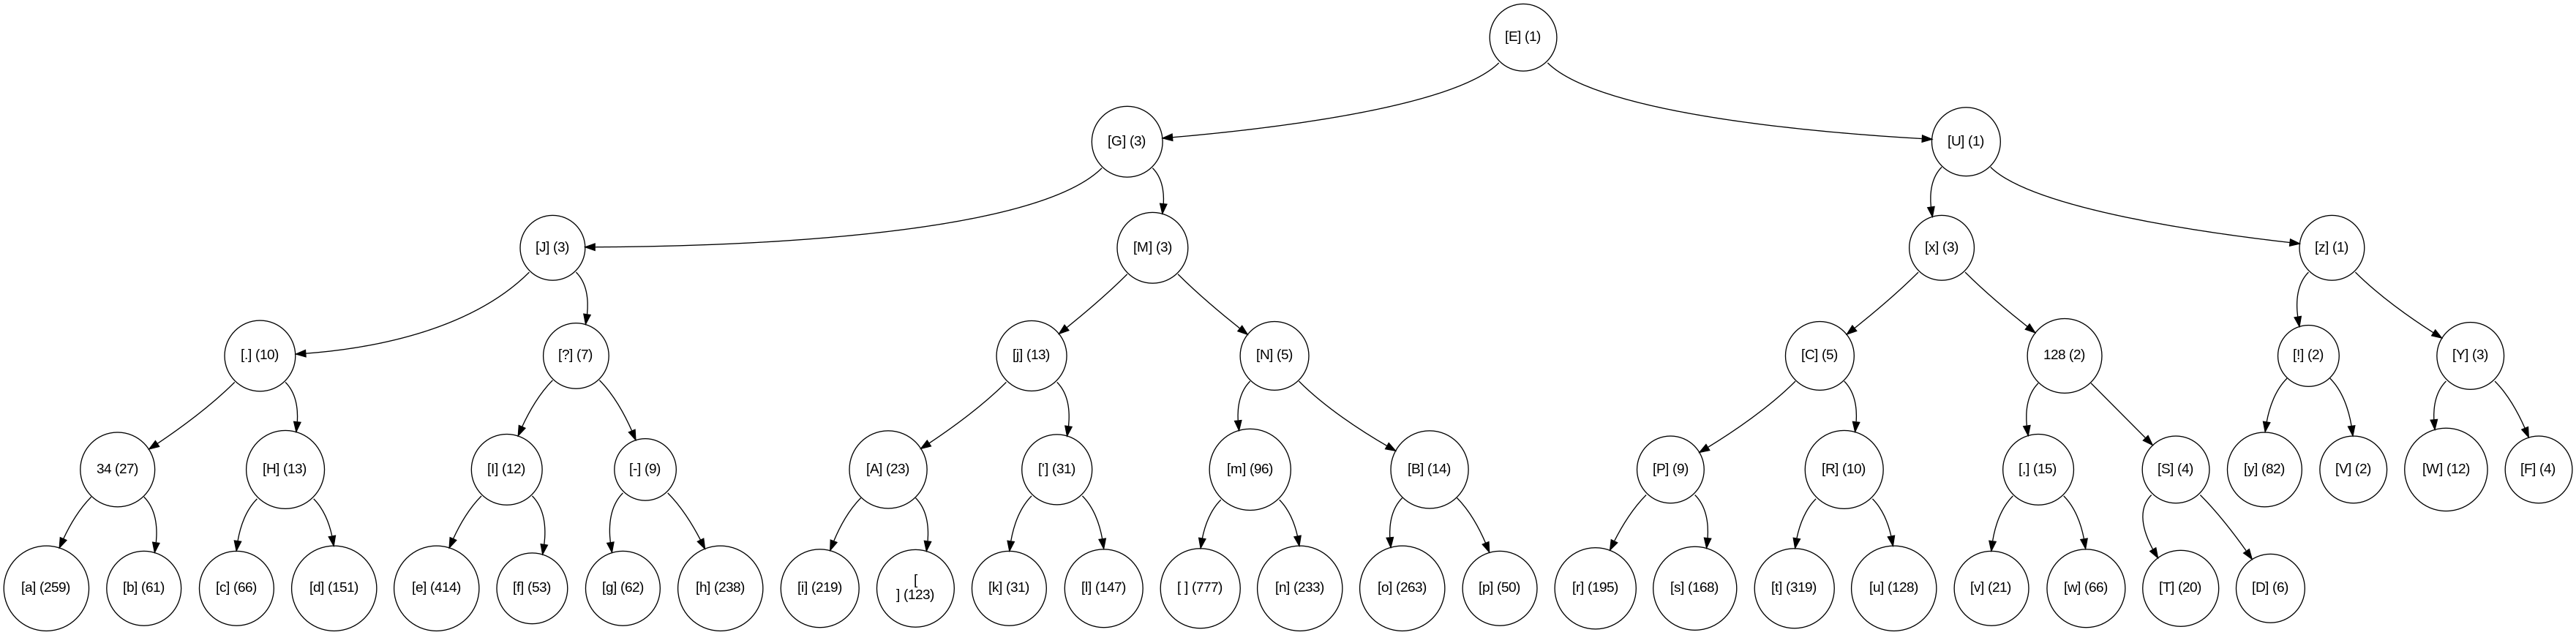 [E] (1)
[G] (3)
[U] (1)
[J] (3)
[M] (3)
[x] (3)
[z] (1)
[.] (10)
[?] (7)
[j] (13)
[N] (5)
[C] (5)
128 (2)
[!] (2)
[Y] (3)
34 (27)
[H] (13)
[I] (12)
[-] (9)
[A] (23)
['] (31)
[m] (96)
[B] (14)
[P] (9)
[R] (10)
[,] (15)
[S] (4)
[y] (82)
[V] (2)
[W] (12)
[F] (4)
[a] (259)
[b] (61)
[c] (66)
[d] (151)
[e] (414)
[f] (53)
[g] (62)
[h] (238)
[i] (219)
[
] (123)
[k] (31)
[l] (147)
[ ] (777)
[n] (233)
[o] (263)
[p] (50)
[r] (195)
[s] (168)
[t] (319)
[u] (128)
[v] (21)
[w] (66)
[T] (20)
[D] (6)